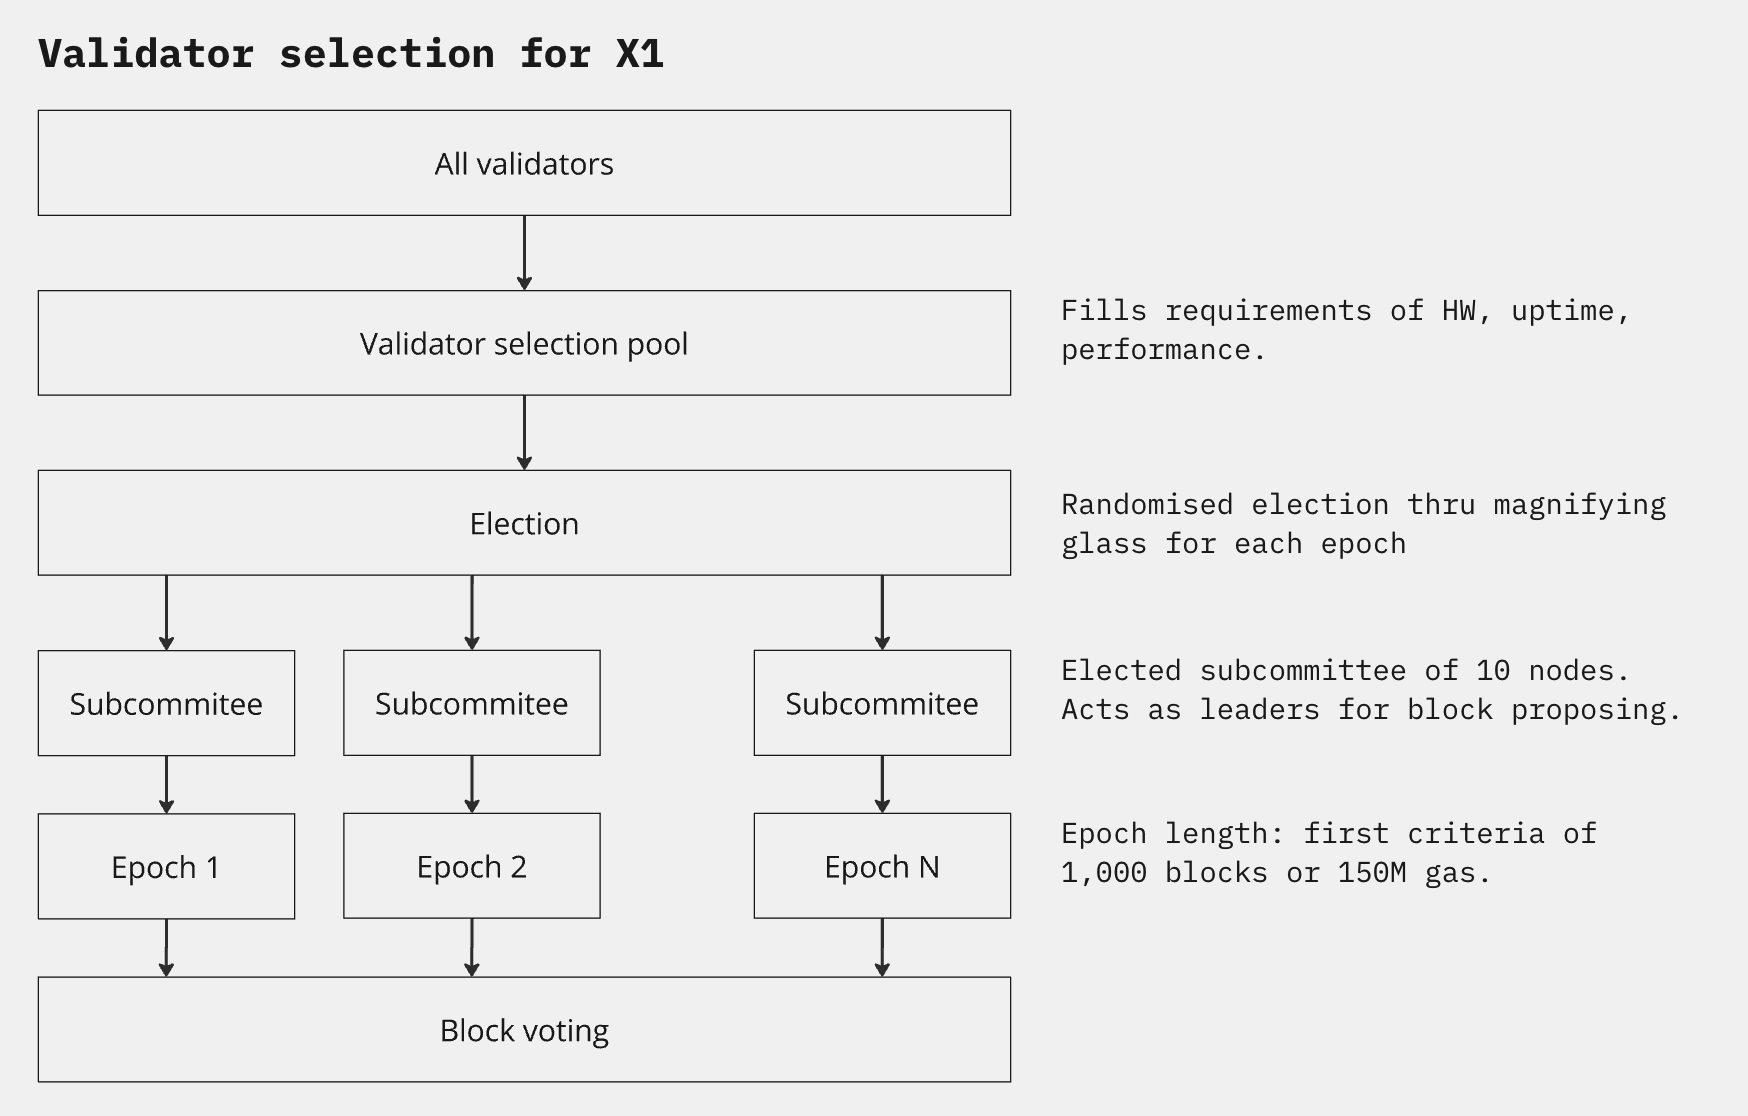 Validator selection for X1
All validators
Validator selection pool
Fills requirements of HW, uptime,
performance.
Election
Randomised election thru magnifying
glass for each epoch
Subcommitee
Subcommitee
Subcommitee
Elected subcommittee of 10 nodes.
Acts as leaders for block proposing.
Epoch 1
Epoch 2
Epoch N
Epoch length: first criteria of
1,000 blocks or 150M gas.
Block voting